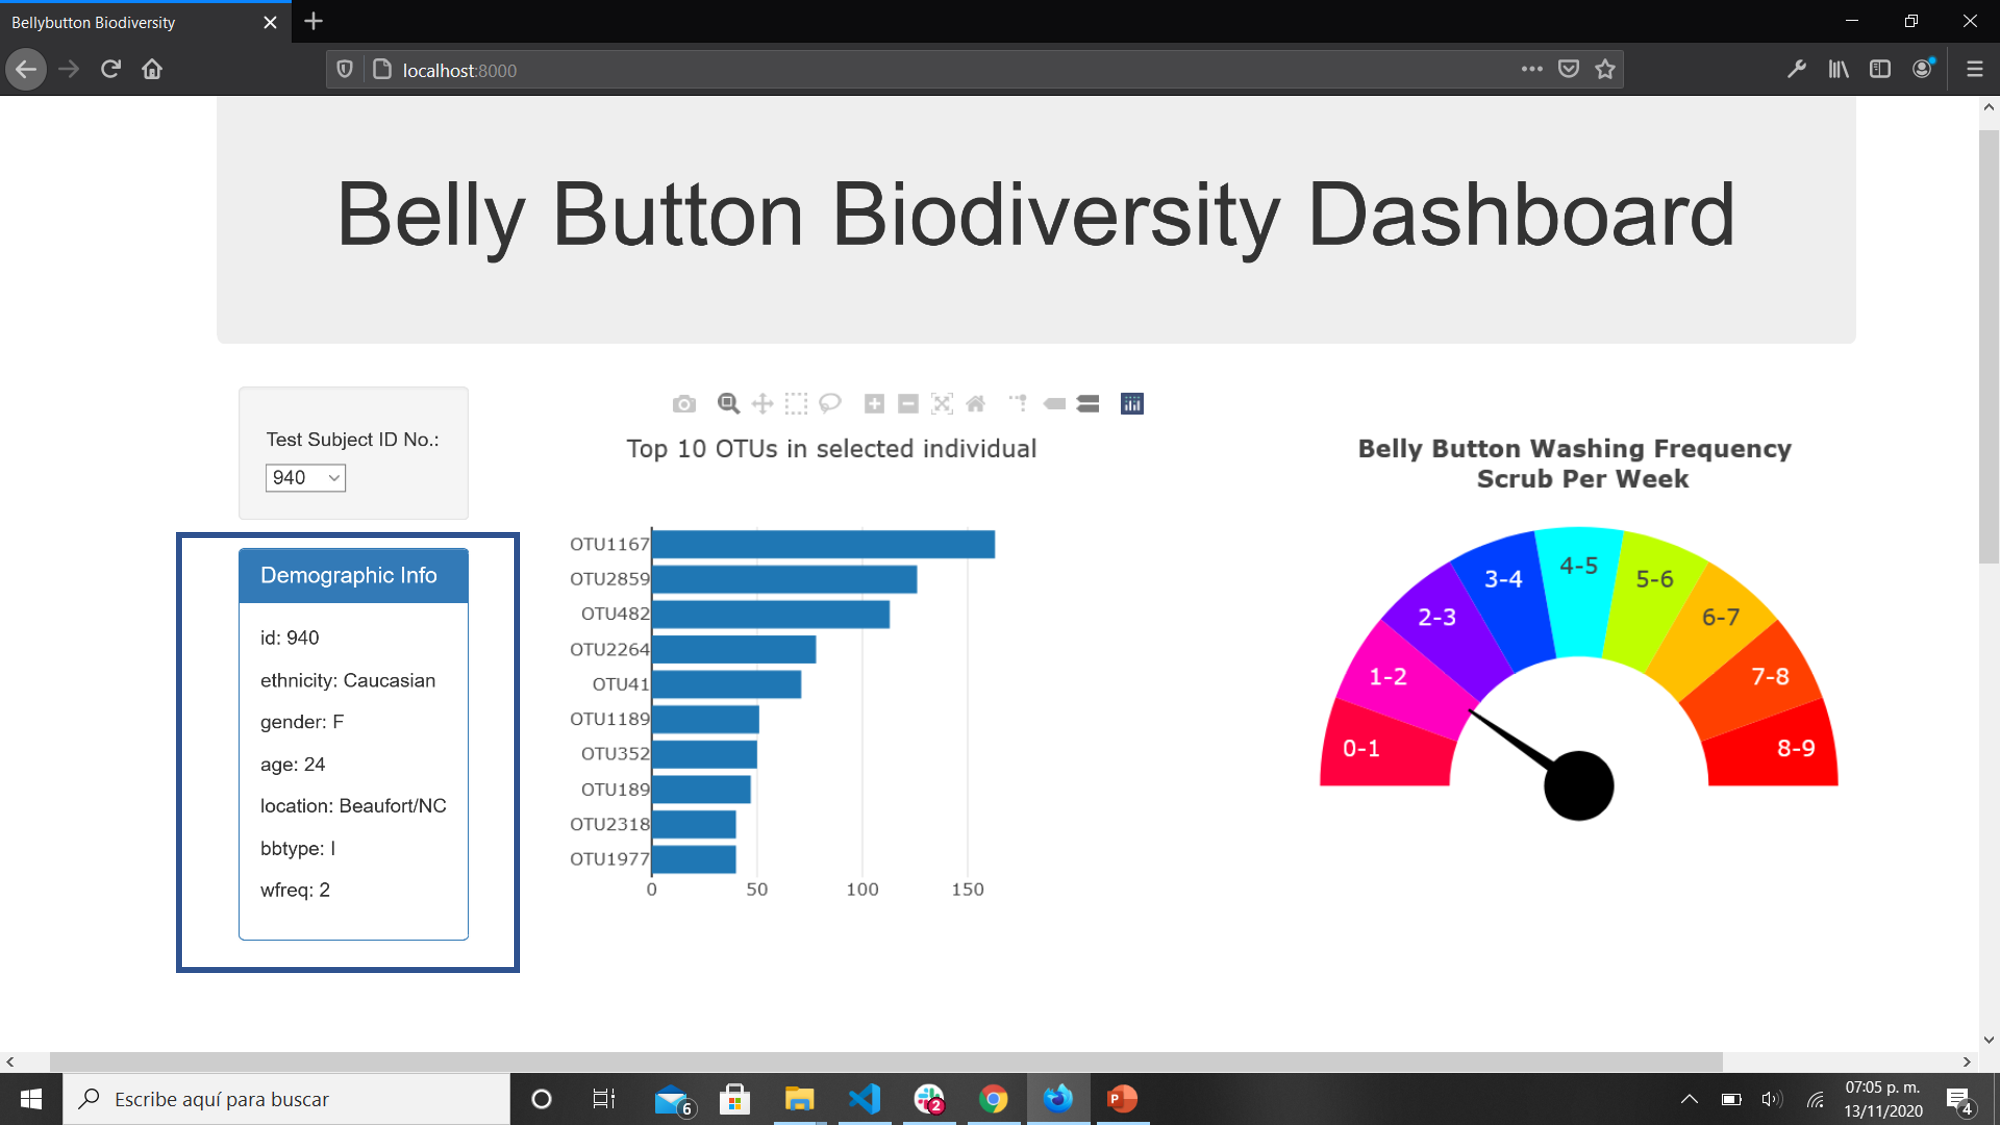 Bellybutton Biodiversity
localhost:8000
Belly Button Biodiversity Dashboard
Test Subject ID No.:
940
Demographic Info
id: 940
ethnicity: Caucasian
gender: F
age: 24
location: Beaufort/NC
bbtype: I
wfreq: 2
Top 10 OTUs in selected individual
OTU1167
OTU2859
OTU482
OTU2264
OTU41
OTU1189
OTU352
OTU189
OTU2318
OTU1977
0 50 100 150
Belly Button Washing Frequency
Scrub Per Week
0-1
1-2
2-3
3-4
4-5
5-6
6-7
7-8
8-9
Escribe aquí para buscar
6
2
P
07:05 p. m.
13/11/2020
4